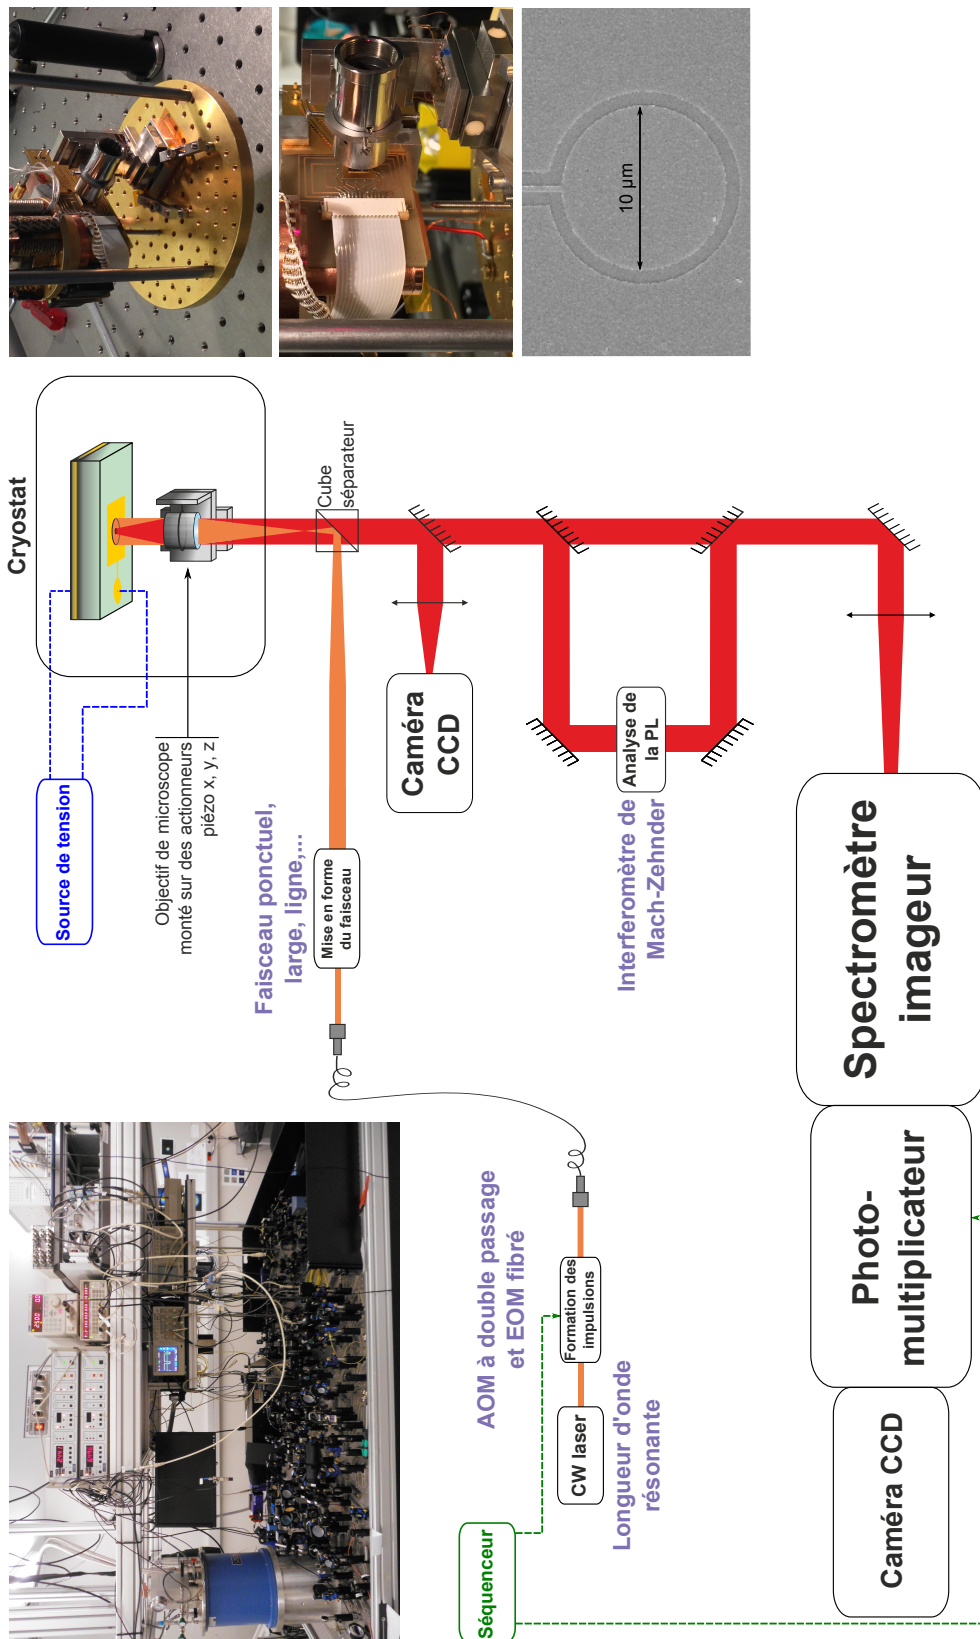 Cryostat
Source de tension
Objectif de microscope
monté sur des actionneurs
piézo x, y, z
Faisceau ponctuel,
large, ligne,...
Mise en forme
du faisceau
Cube
séparateur
Caméra
CCD
Séquenceur
AOM à double passage
et EOM fibré
Formation des
impulsions
CW laser
Longueur d'onde
résonante
10 µm
Interferomètre de
Mach-Zehnder
Analyse de
la PL
Caméra CCD
Photo-
multiplicateur
Spectromètre
imageur